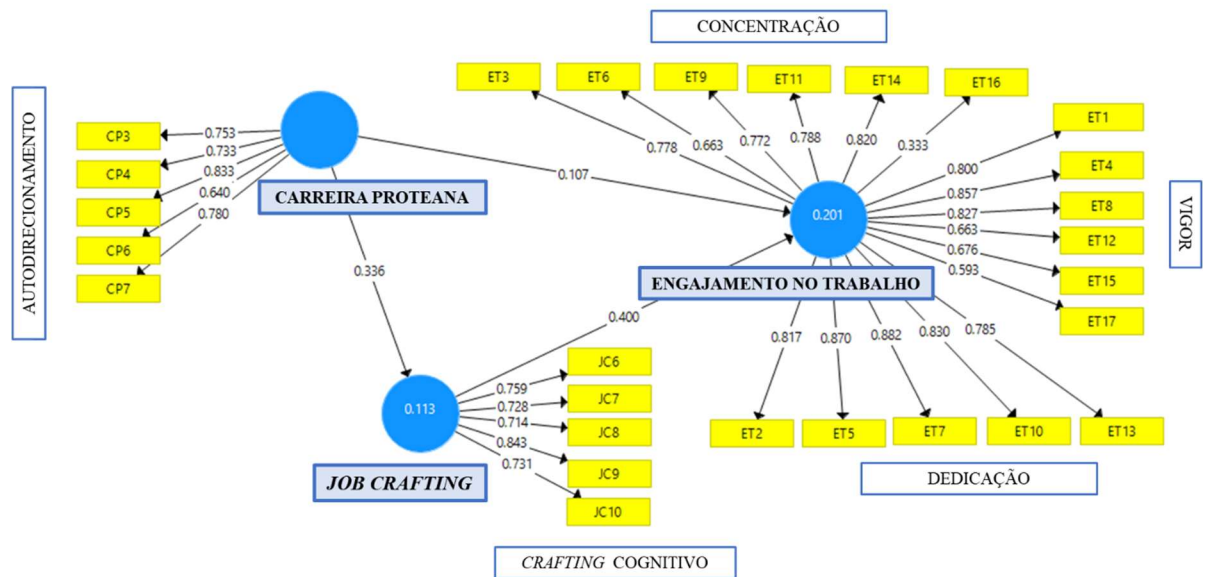 CONCENTRAÇÃO
ET3
ET6
ET9
ET11
ET14
ET16
AUTODIRECIONAMENTO
CP3
CP4
CP5
CP6
CP7
0.753
0.733
0.833
0.640
0.780
CARREIRA PROTEANA
0.107
0.336
0.778
0.663
0.772
0.788
0.820
0.333
0.201
ENGAJAMENTO NO TRABALHO
0.800
0.857
0.827
0.663
0.676
0.593
ET1
ET4
ET8
ET12
ET15
ET17
VIGOR
0.400
0.817
0.870
0.882
0.830
0.785
ET2
ET5
ET7
ET10
ET13
DEDICAÇÃO
0.113
JOB CRAFTING
0.759
0.728
0.714
0.843
0.731
JC6
JC7
JC8
JC9
JC10
CRAFTING COGNITIVO